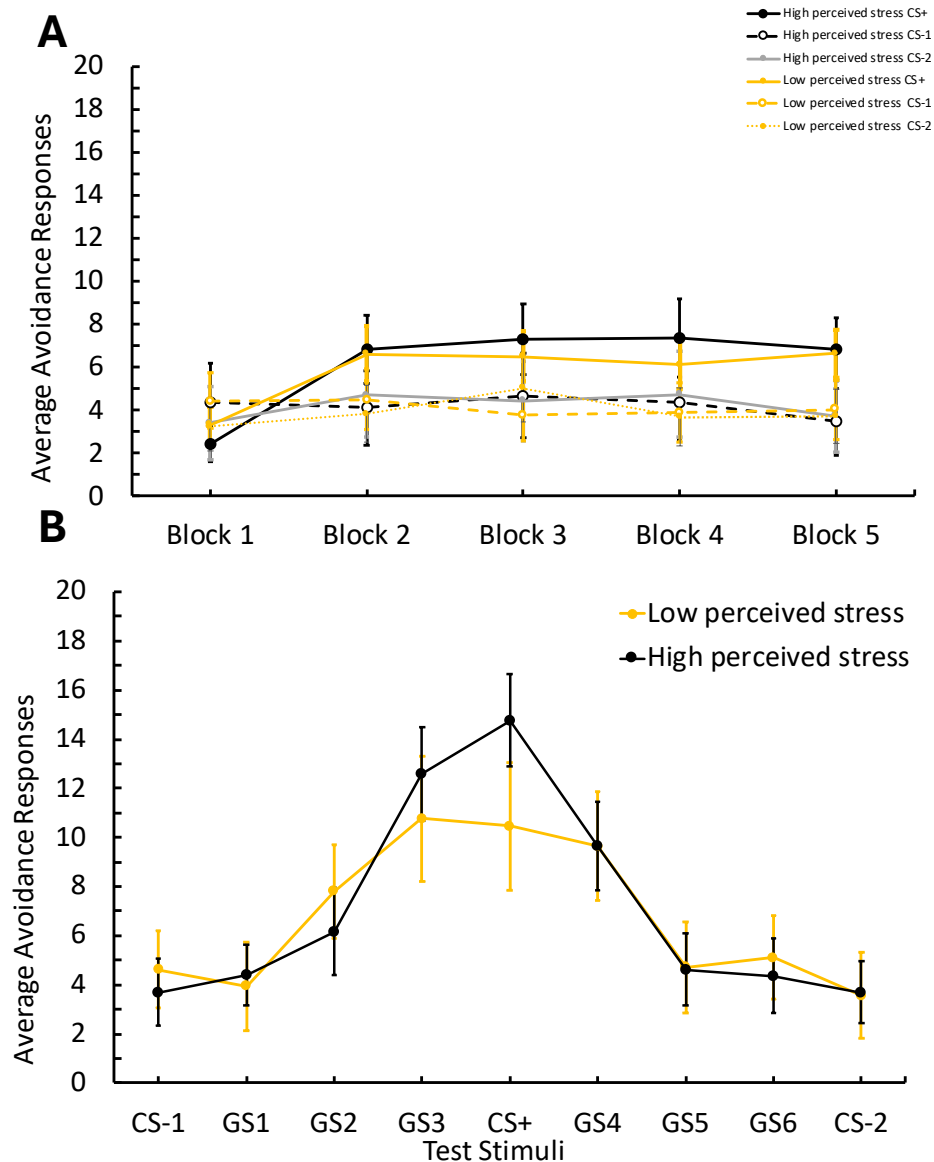 A
High perceived stress CS+
High perceived stress CS-1
High perceived stress CS-2
Low perceived stress CS+
Low perceived stress CS-1
Low perceived stress CS-2
Average Avoidance Responses
20
18
16
14
12
10
8
6
4
2
0
Block 1 Block 2 Block 3 Block 4 Block 5
B
Low perceived stress
High perceived stress
Average Avoidance Responses
20
18
16
14
12
10
8
6
4
2
0
CS-1 GS1 GS2 GS3 CS+ GS4 GS5 GS6 CS-2
Test Stimuli